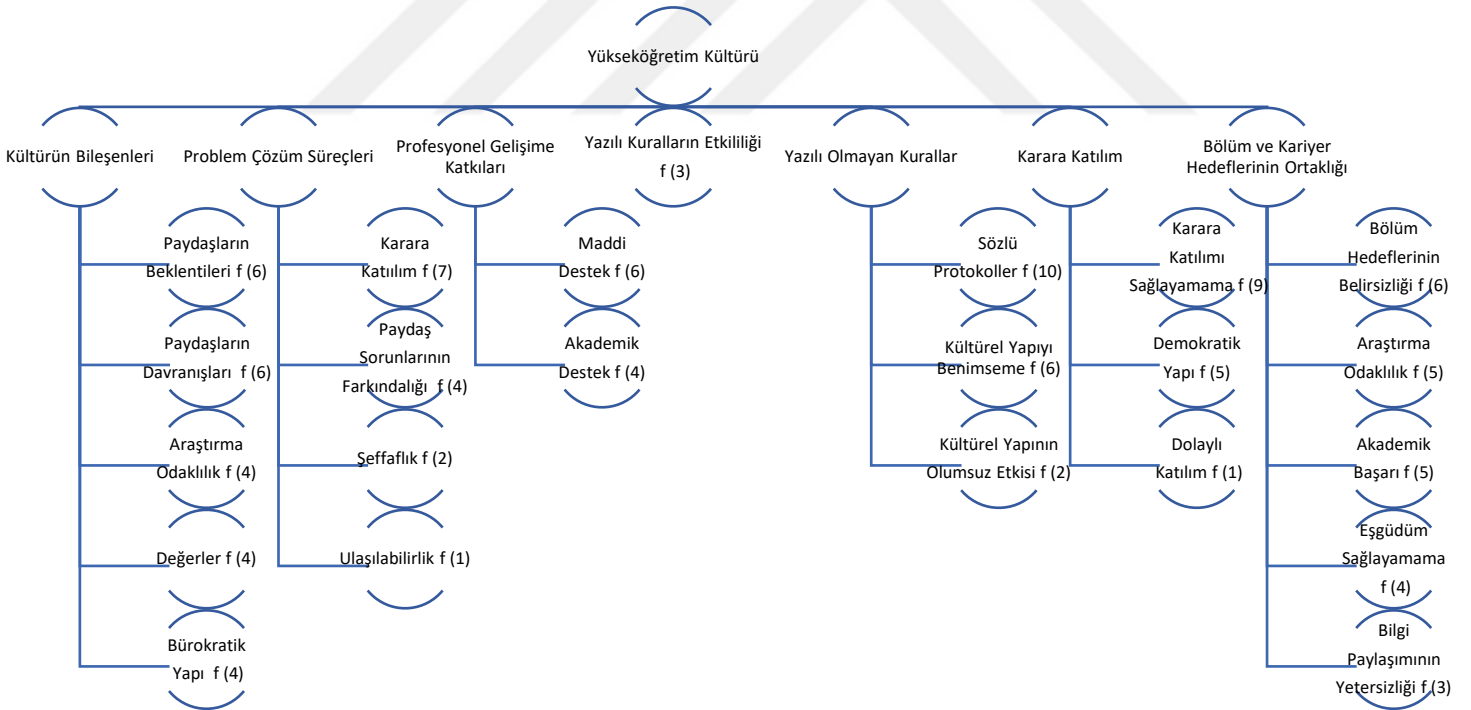 Yükseköğretim Kültürü
Kültürün Bileşenleri
Problem Çözüm Süreçleri
Profesyonel Gelişime
Katkıları
Yazılı Kuralların Etkililiği
f (3)
Yazılı Olmayan Kurallar
Karara Katılım
Bölüm ve Kariyer
Hedeflerinin Ortaklığı
Paydaşların
Beklentileri f (6)
Paydaşların
Davranışları f (6)
Araştırma
Odaklılık f (4)
Değerler f (4)
Bürokratik
Yapı f (4)
Karara
Katıılım f (7)
Paydaş
Sorunlarının
Farkındalığı f (4)
Şeffaflık f (2)
Ulaşılabilirlik f (1)
Maddi
Destek f (6)
Akademik
Destek f (4)
Sözlü
Protokoller f (10)
Kültürel Yapıyı
Benimseme f (6)
Kültürel Yapının
Olumsuz Etkisi f (2)
Karara
Katılımı
Sağlayamama f (9)
Demokratik
Yapı f (5)
Dolaylı
Katılım f (1)
Bölüm
Hedeflerinin
Belirsizliği f (6)
Araştırma
Odaklılık f (5)
Akademik
Başarı f (5)
Eşgüdüm
Sağlayamama
f (4)
Bilgi
Paylaşımının
Yetersizliği f (3)